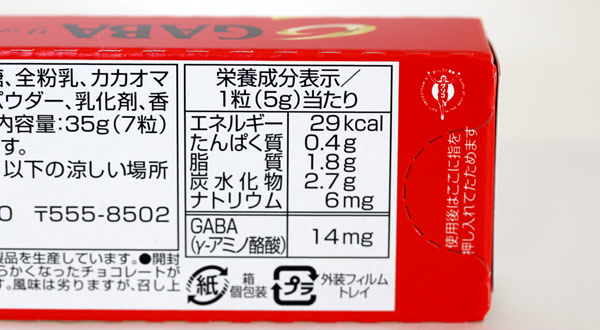 GABA
糖、全粉乳、カカオマ
パウダー、乳化剤、香
内容量:35g(7粒)
す。
以下の涼しい場所
〒555-8502
製品を生産しています。●開封
らかくなったチョコレートが
す。風味は劣りますが、召し上
栄養成分表示/
1粒(5g)当たり
エネルギー 29kcal
たんぱく質 0.4g
脂質 1.8g
炭水化物 2.7g
ナトリウム 6mg
GABA
(γ-アミノ酪酸) 14mg
紙 箱
個包装
プラ 外装フィルム
トレイ
グリコ
使用後はここに指を
押し入れてたためます